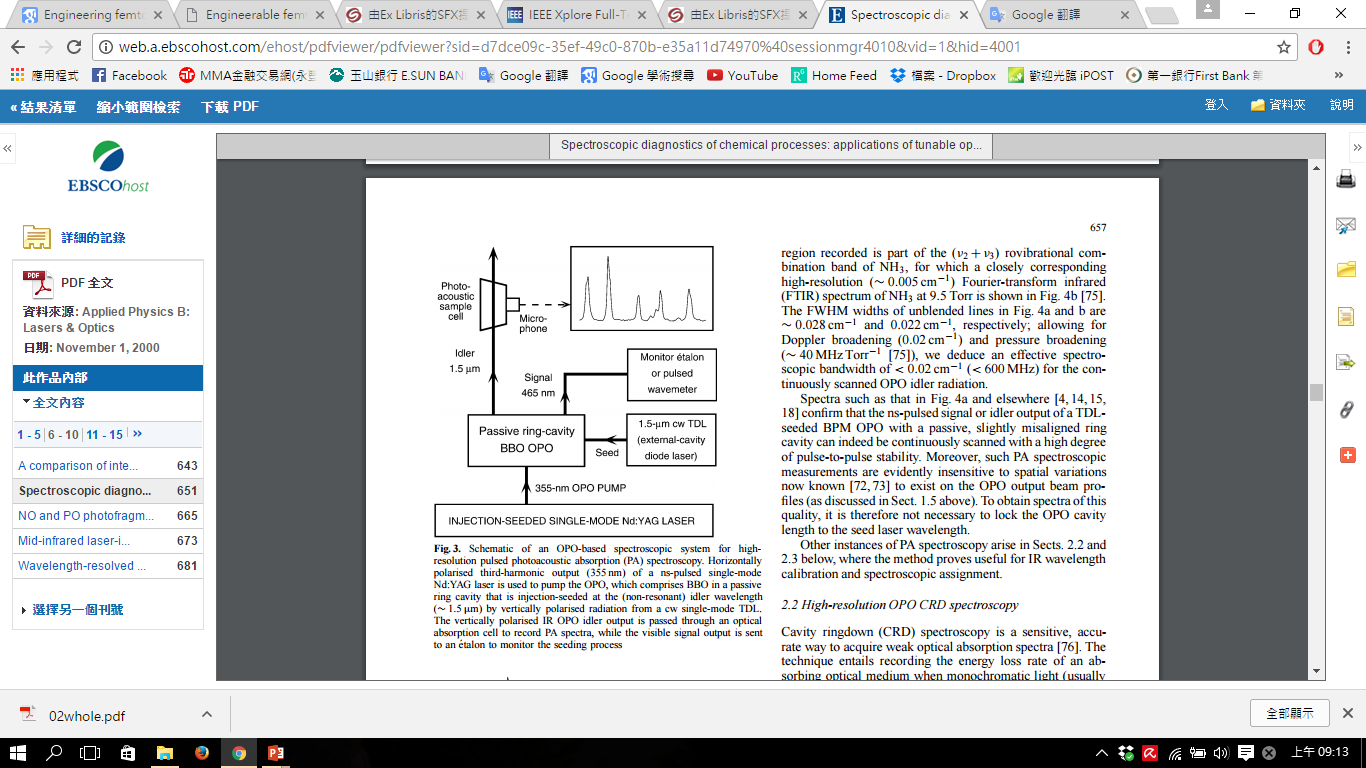 Engineering femt
Engineerable fem
由Ex Libris的SFX提
IEEE Xplore Full-T
由Ex Libris的SFX提
Spectroscopic dia
Google 翻譯
web.a.ebscohost.com/ehost/pdfviewer/pdfviewer?sid=d7dce09c-35ef-49c0-870b-e35a11d74970%40sessionmgr4010&vid=1&hid=4001
應用程式
Facebook
MMA金融交易網(永豐
玉山銀行 E.SUN BAN
Google 翻譯
Google 學術搜尋
YouTube
Home Feed
檔案 - Dropbox
歡迎光臨 iPOST
第一銀行First Bank
« 結果清單 縮小範圍檢索 下載 PDF
登入 資料夾 說明
EBSCOhost
詳細的記錄
PDF 全文
資料來源: Applied Physics B:
Lasers & Optics
日期: November 1, 2000
此作品內部
全文內容
1 - 5 | 6 - 10 | 11 - 15 | »
A comparison of inte... 643
Spectroscopic diagno... 651
NO and PO photofragm... 665
Mid-infrared laser-i... 673
Wavelength-resolved ... 681
選擇另一個刊號
Spectroscopic diagnostics of chemical processes: applications of tunable op...
657
Photo-
acoustic
sample
cell
Micro-
phone
Idler
1.5 μm
Signal
465 nm
Monitor étalon
or pulsed
wavemeter
Passive ring-cavity
BBO OPO
Seed
1.5-μm cw TDL
(external-cavity
diode laser)
355-nm OPO PUMP
INJECTION-SEEDED SINGLE-MODE Nd:YAG LASER
Fig. 3. Schematic of an OPO-based spectroscopic system for high-
resolution pulsed photoacoustic absorption (PA) spectroscopy. Horizontally
polarised third-harmonic output (355 nm) of a ns-pulsed single-mode
Nd:YAG laser is used to pump the OPO, which comprises BBO in a passive
ring cavity that is injection-seeded at the (non-resonant) idler wavelength
(∼ 1.5 μm) by vertically polarised radiation from a cw single-mode TDL.
The vertically polarised IR OPO idler output is passed through an optical
absorption cell to record PA spectra, while the visible signal output is sent
to an étalon to monitor the seeding process
region recorded is part of the (ν2 + ν3) rovibrational com-
bination band of NH3, for which a closely corresponding
high-resolution (∼ 0.005 cm−1) Fourier-transform infrared
(FTIR) spectrum of NH3 at 9.5 Torr is shown in Fig. 4b [75].
The FWHM widths of unblended lines in Fig. 4a and b are
∼ 0.028 cm−1 and 0.022 cm−1, respectively; allowing for
Doppler broadening (0.02 cm−1) and pressure broadening
(∼ 40 MHz Torr−1 [75]), we deduce an effective spectro-
scopic bandwidth of < 0.02 cm−1 (< 600 MHz) for the con-
tinuously scanned OPO idler radiation.
Spectra such as that in Fig. 4a and elsewhere [4, 14, 15,
18] confirm that the ns-pulsed signal or idler output of a TDL-
seeded BPM OPO with a passive, slightly misaligned ring
cavity can indeed be continuously scanned with a high degree
of pulse-to-pulse stability. Moreover, such PA spectroscopic
measurements are evidently insensitive to spatial variations
now known [72, 73] to exist on the OPO output beam pro-
files (as discussed in Sect. 1.5 above). To obtain spectra of this
quality, it is therefore not necessary to lock the OPO cavity
length to the seed laser wavelength.
Other instances of PA spectroscopy arise in Sects. 2.2 and
2.3 below, where the method proves useful for IR wavelength
calibration and spectroscopic assignment.
2.2 High-resolution OPO CRD spectroscopy
Cavity ringdown (CRD) spectroscopy is a sensitive, accu-
rate way to acquire weak optical absorption spectra [76]. The
technique entails recording the energy loss rate of an ab-
sorbing optical medium when monochromatic light (usually
02whole.pdf
全部顯示
上午 09:13